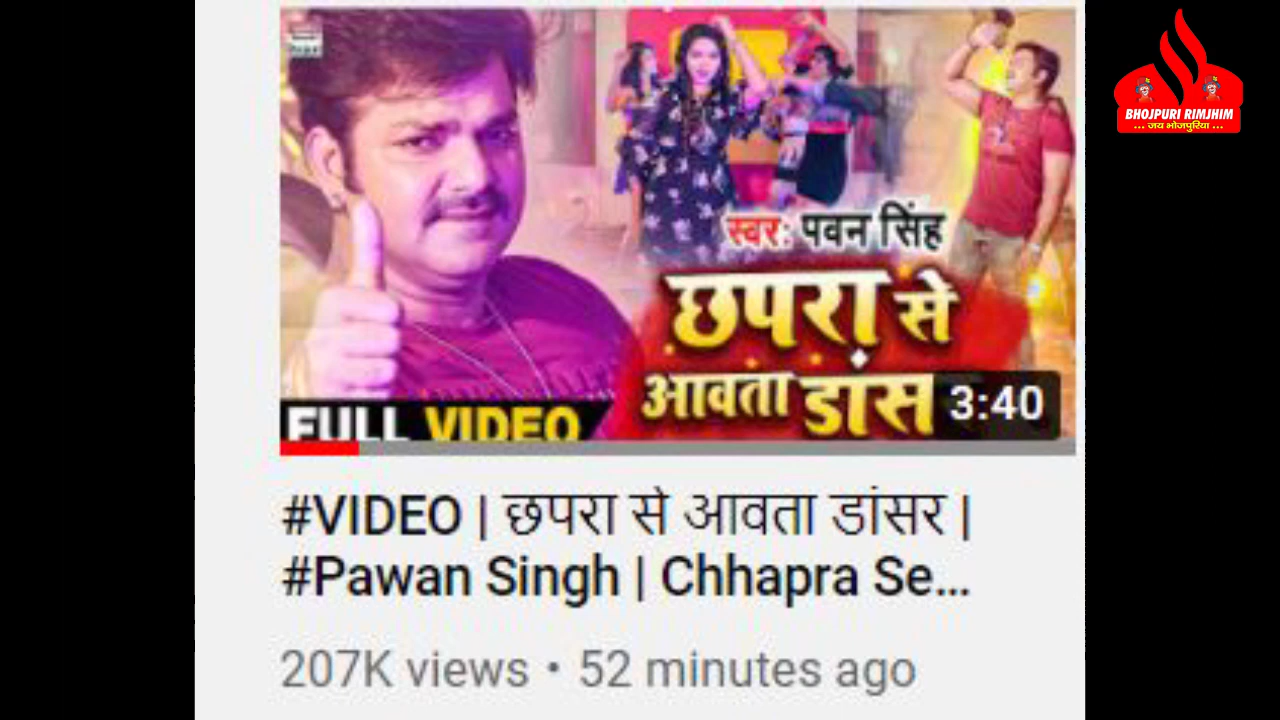 BHOJPURI RIMJHIM
... जय भोजपुरिया ...
स्वर: पवन सिंह
छपरा से
आवता डांस
3:40
FULL VIDEO
#VIDEO | छपरा से आवता डांसर |
#Pawan Singh | Chhapra Se...
207K views • 52 minutes ago